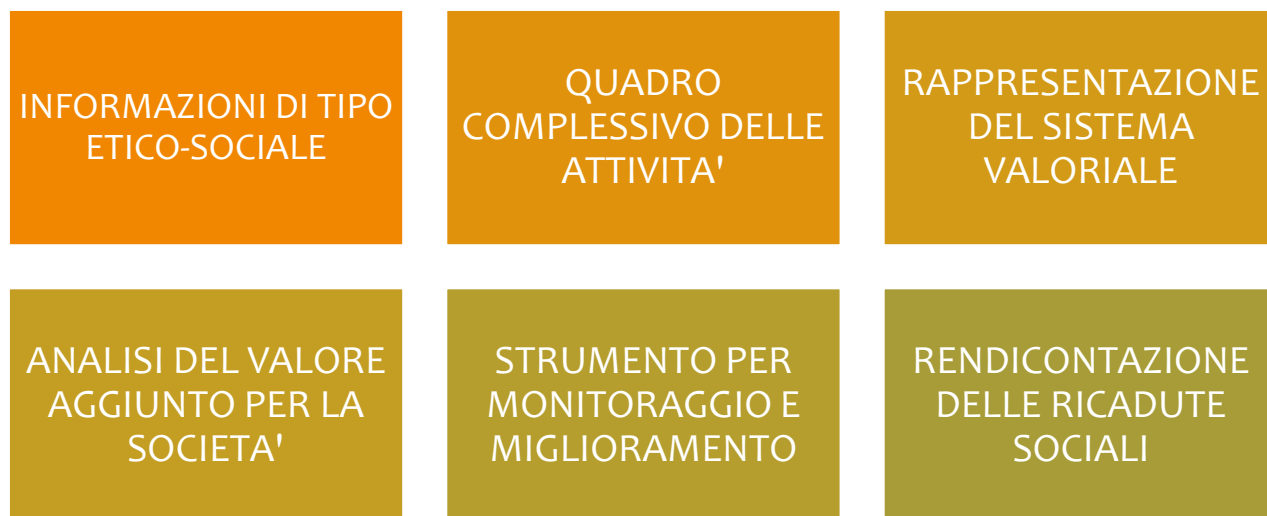 INFORMAZIONI DI TIPO
ETICO-SOCIALE
QUADRO
COMPLESSIVO DELLE
ATTIVITA'
RAPPRESENTAZIONE
DEL SISTEMA
VALORIALE
ANALISI DEL VALORE
AGGIUNTO PER LA
SOCIETA'
STRUMENTO PER
MONITORAGGIO E
MIGLIORAMENTO
RENDICONTAZIONE
DELLE RICADUTE
SOCIALI